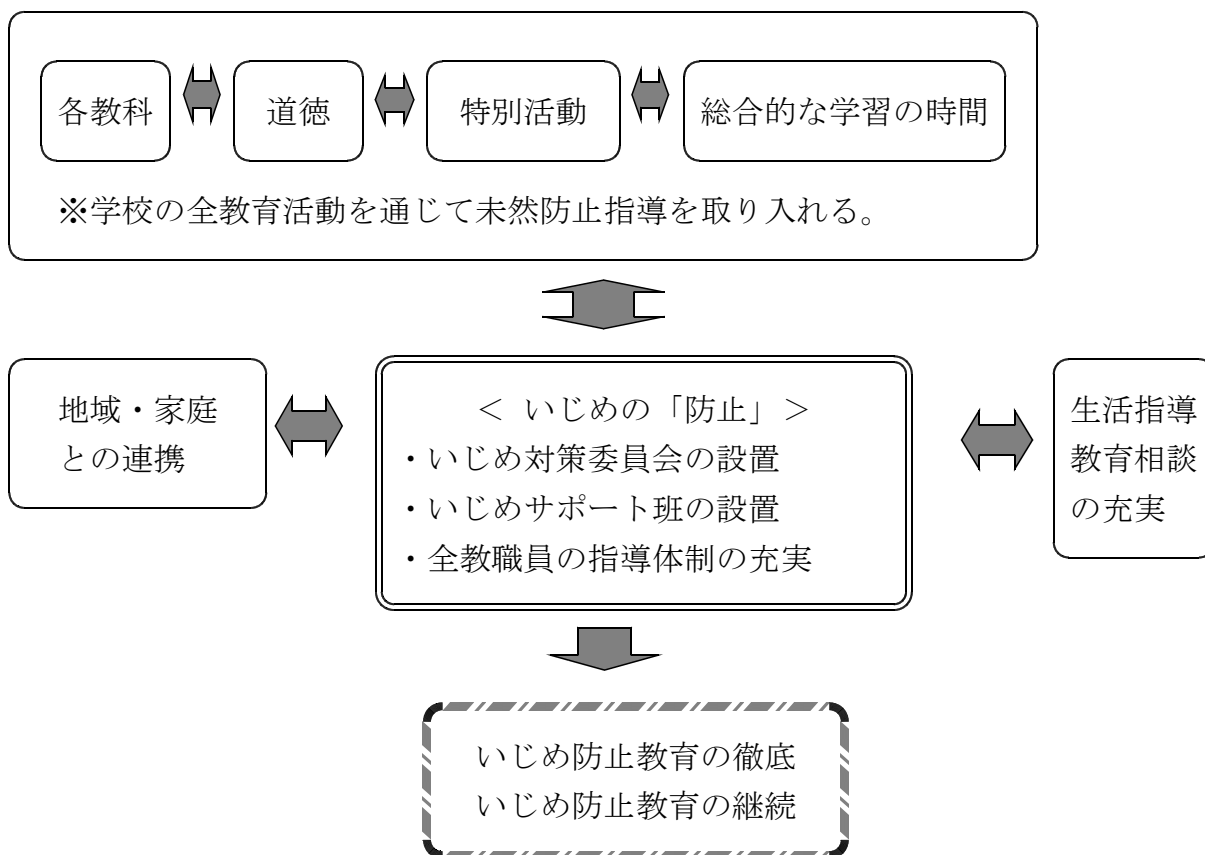 各教科
道徳
特別活動
総合的な学習の時間
※学校の全教育活動を通じて未然防止指導を取り入れる。
地域・家庭
との連携
＜ いじめの「防止」＞
・いじめ対策委員会の設置
・いじめサポート班の設置
・全教職員の指導体制の充実
生活指導
教育相談
の充実
いじめ防止教育の徹底
いじめ防止教育の継続